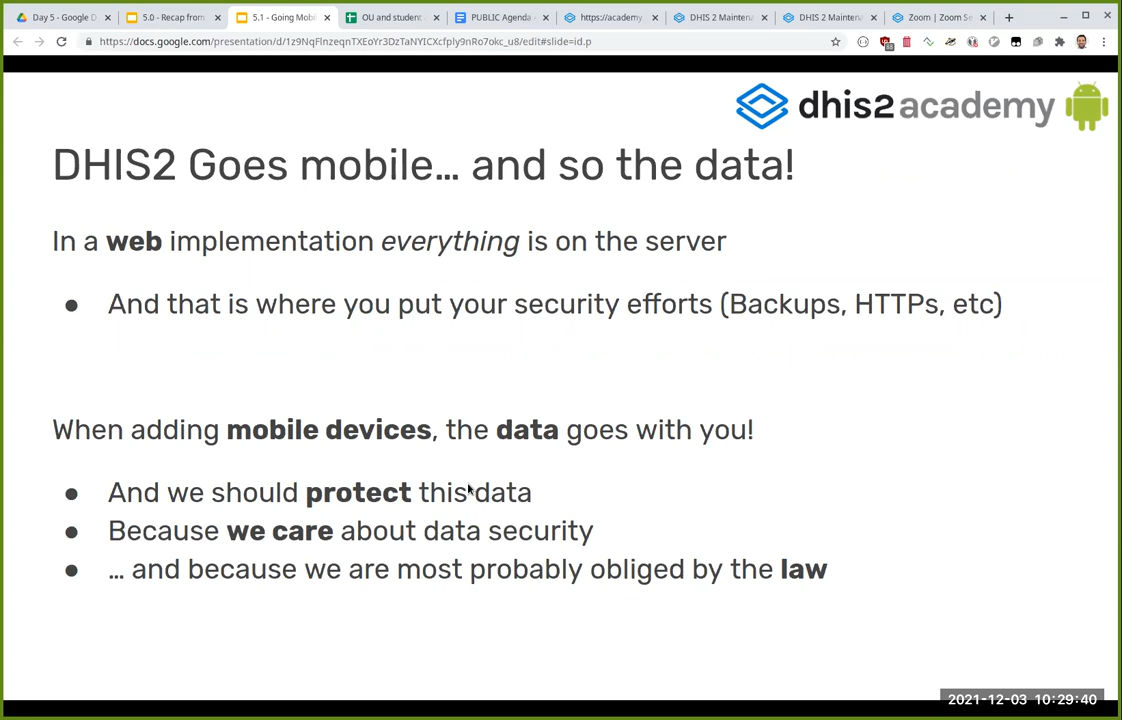 Day 5 - Google D
5.0 - Recap from
5.1 - Going Mobi
OU and student
PUBLIC Agenda
https://academy
DHIS 2 Maintena
DHIS 2 Maintena
Zoom | Zoom Se
https://docs.google.com/presentation/d/1z9NqFlnzeqnTXEoYr3DzTaNYICXcfply9nRo7okc_u8/edit#slide=id.p
dhis2 academy
DHIS2 Goes mobile... and so the data!
In a web implementation everything is on the server
● And that is where you put your security efforts (Backups, HTTPs, etc)
When adding mobile devices, the data goes with you!
● And we should protect this data
● Because we care about data security
● ... and because we are most probably obliged by the law
2021-12-03 10:29:40